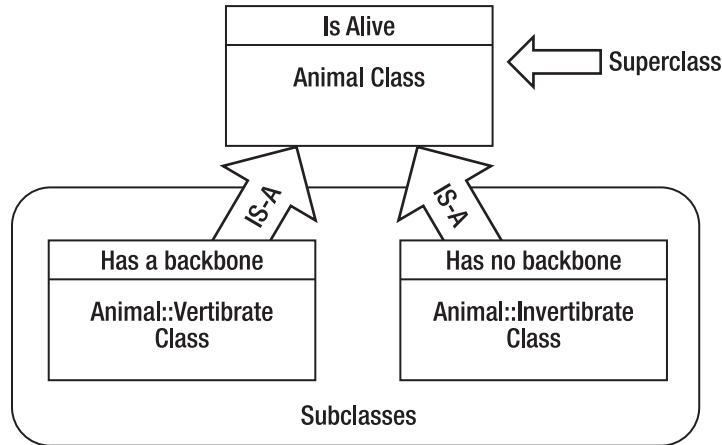 Is Alive
Animal Class
Superclass
IS-A
IS-A
Has a backbone
Animal::Vertibrate
Class
Has no backbone
Animal::Invertibrate
Class
Subclasses